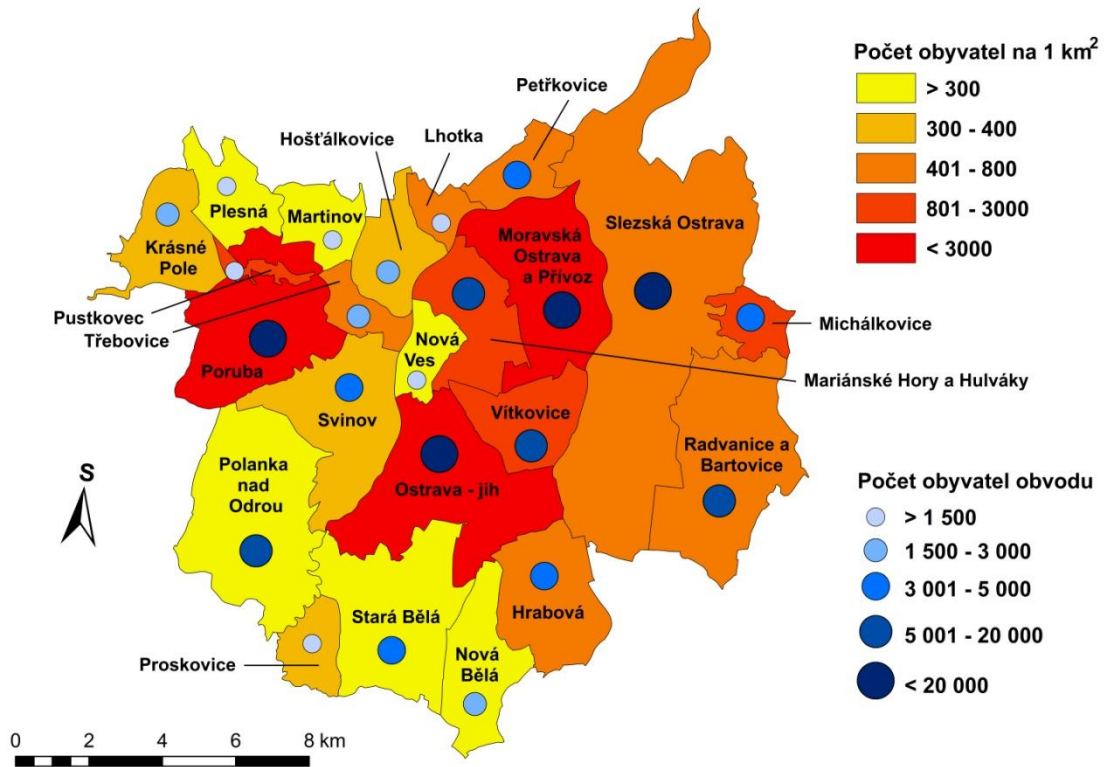 Petřkovice
Hošťálkovice
Lhotka
Plesná
Martinov
Krásné
Pole
Moravská
Ostrava
a Přívoz
Slezská Ostrava
Pustkovec
Třebovice
Poruba
Nová
Ves
Michálkovice
Mariánské Hory a Hulváky
Svinov
Vítkovice
Polanka
nad
Odrou
Ostrava - jih
Radvanice a
Bartovice
Stará Bělá
Hrabová
Proskovice
Nová
Bělá
S
0 2 4 6 8 km
Počet obyvatel na 1 km²
> 300
300 - 400
401 - 800
801 - 3000
< 3000
Počet obyvatel obvodu
> 1 500
1 500 - 3 000
3 001 - 5 000
5 001 - 20 000
< 20 000